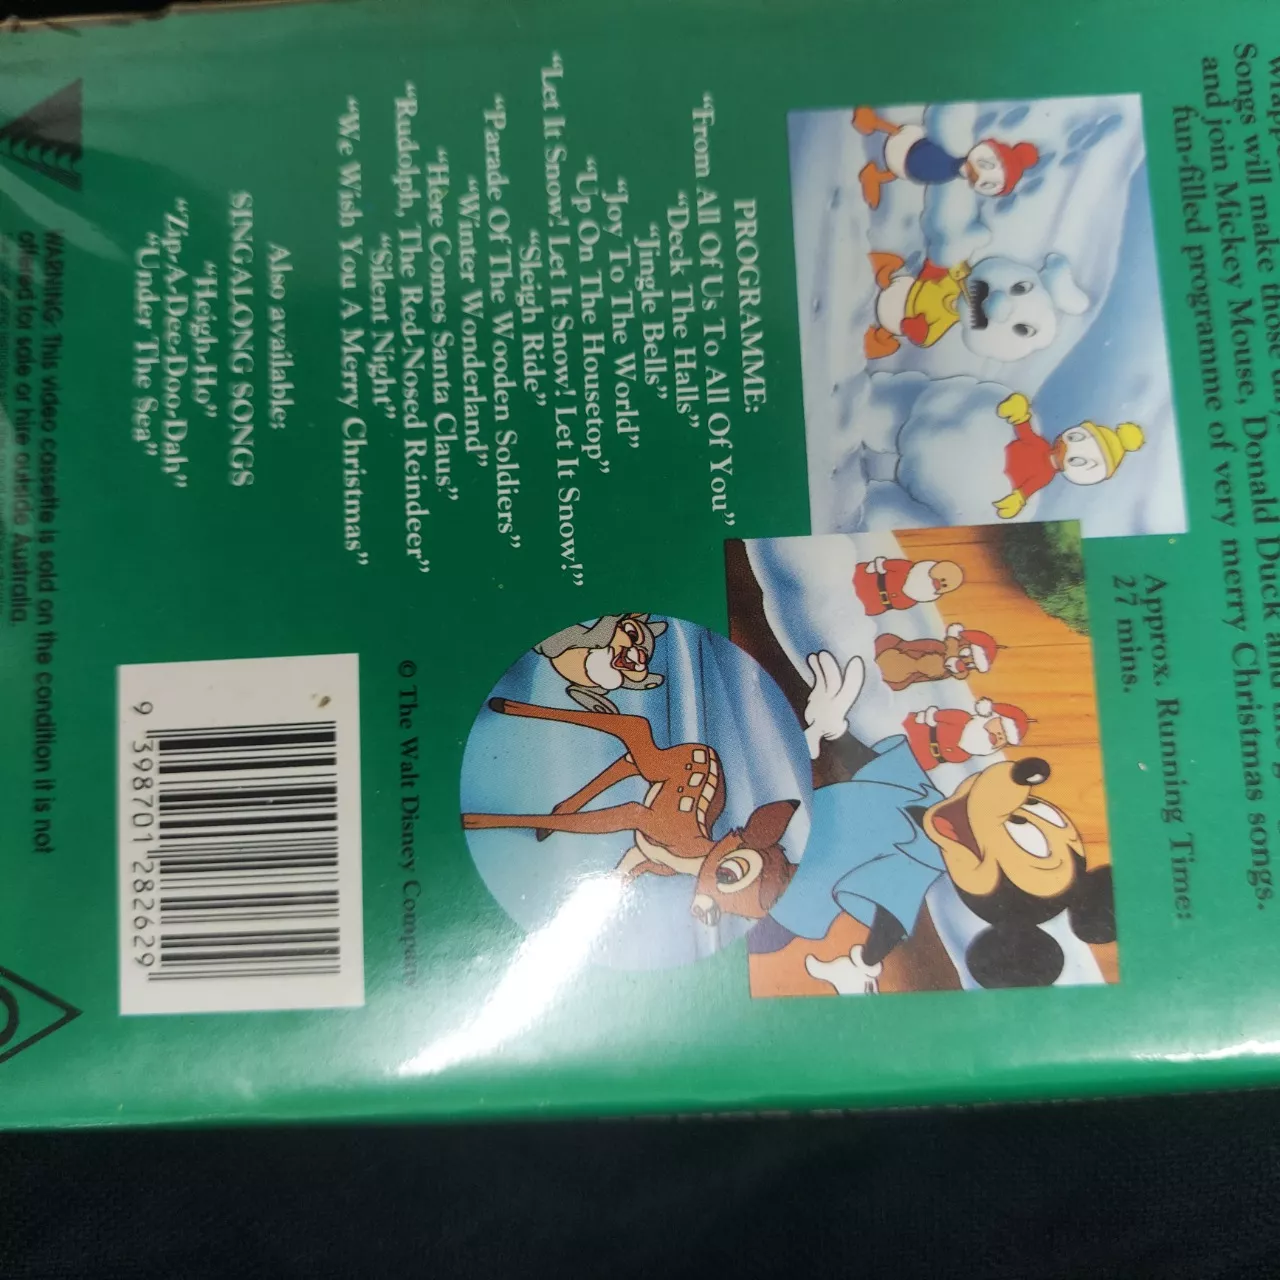 Songs will make those
Donald Duck and
and join Mickey Mouse,
fun-filled programme of very merry Christmas songs.
Approx. Running Time:
27 mins.
PROGRAMME:
"From All Of Us To All Of You"
"Deck The Halls"
"Jingle Bells"
"Joy To The World"
"Up On The Housetop"
"Let It Snow! Let It Snow! Let It Snow!"
"Sleigh Ride"
"Parade Of The Wooden Soldiers"
"Winter Wonderland"
"Here Comes Santa Claus"
"Rudolph, The Red-Nosed Reindeer"
"Silent Night"
"We Wish You A Merry Christmas"
Also available:
SINGALONG SONGS
"Heigh-Ho"
"Zip-A-Dee-Doo-Dah"
"Under The Sea"
© The Walt Disney Company
9 398701 282629
WARNING: This video cassette is sold on the condition it is not
offered for sale or hire outside Australia.